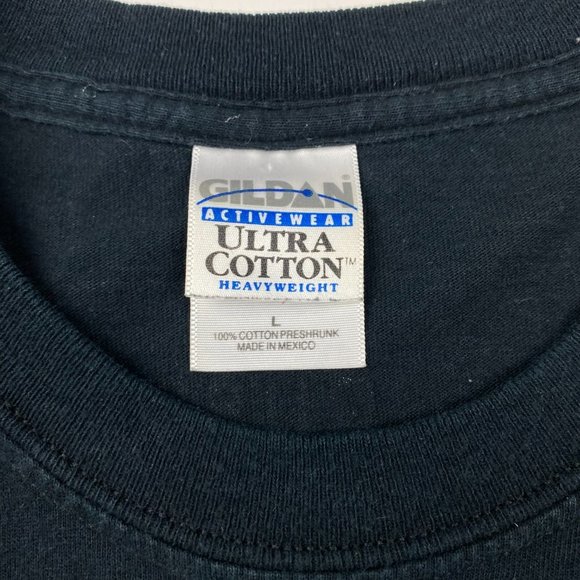 GILDAN
ACTIVEWEAR
ULTRA
COTTON™
HEAVYWEIGHT
L
100% COTTON PRESHRUNK
MADE IN MEXICO